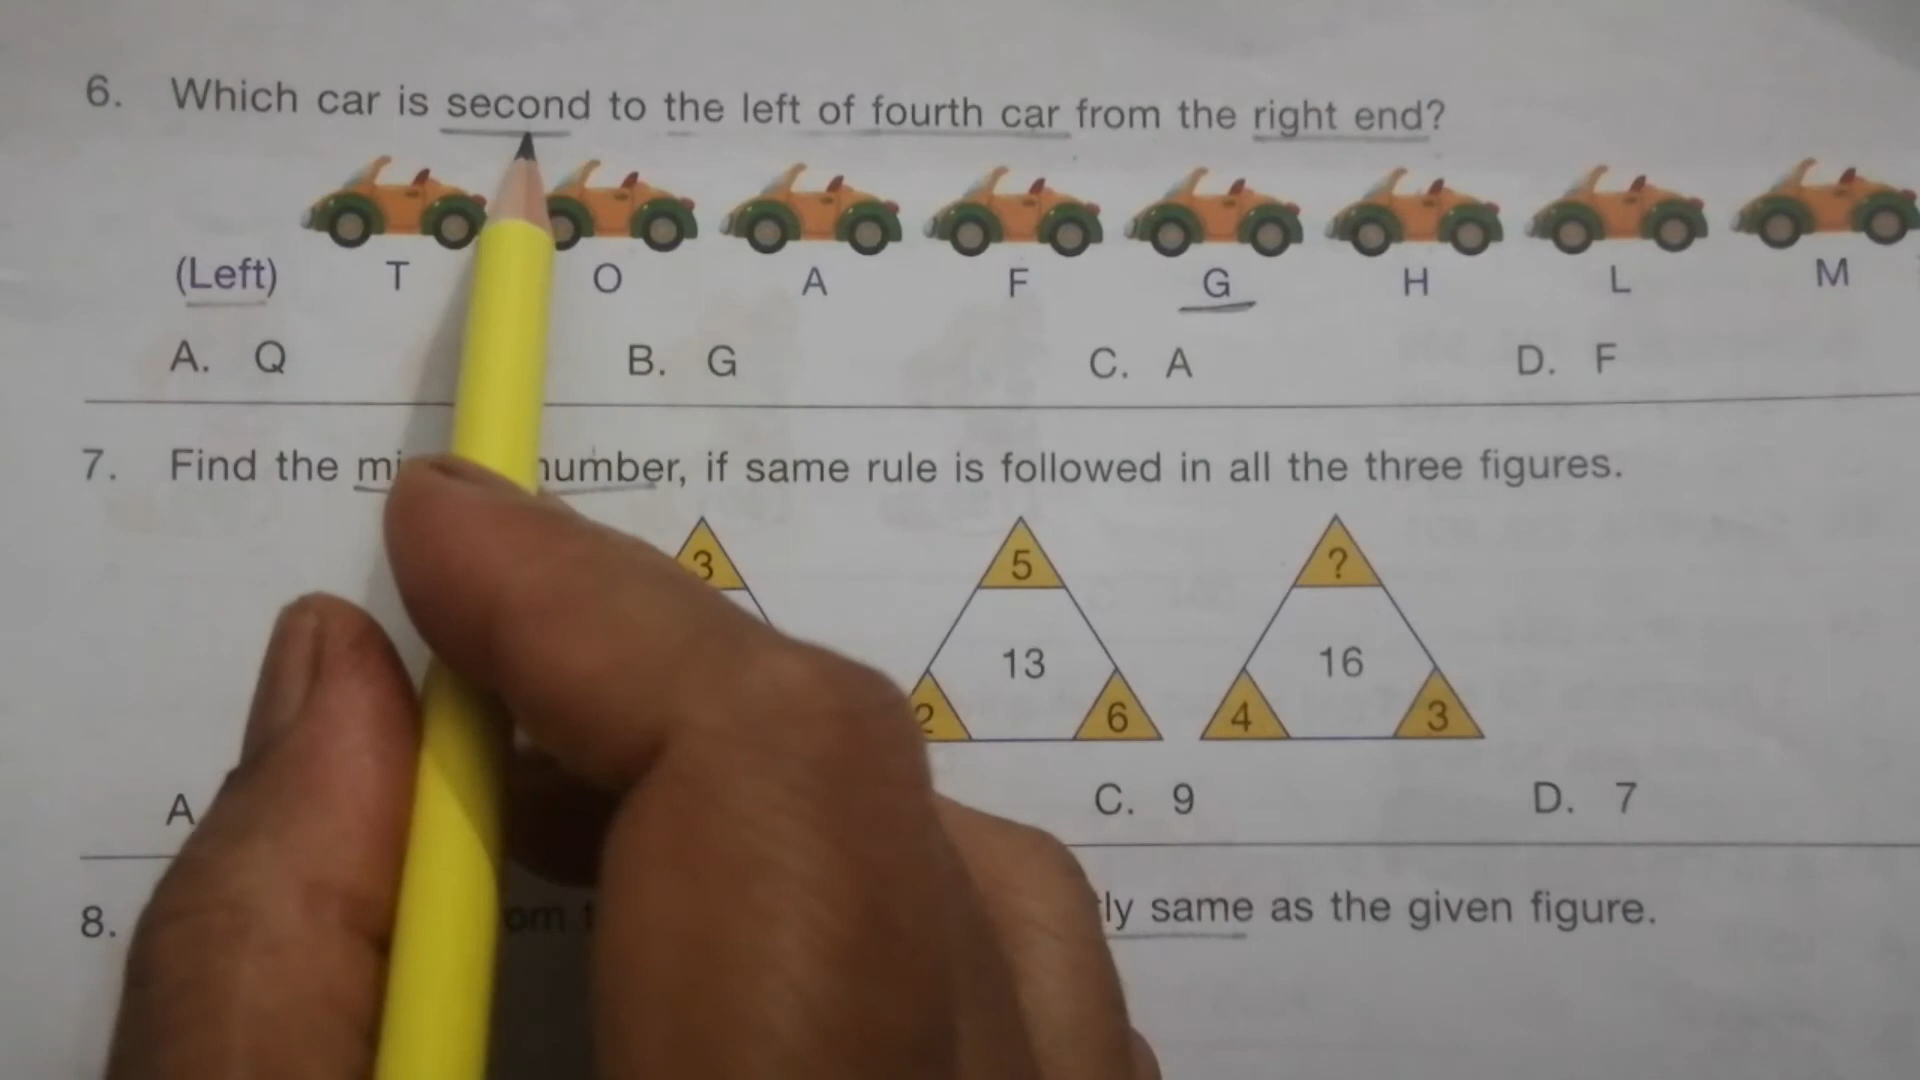 6. Which car is second to the left of fourth car from the right end?
(Left) T O A F G H L M
A. Q B. G C. A D. F
7. Find the number, if same rule is followed in all the three figures.
3 5 ?
13 16
2 6 4 3
A C. 9 D. 7
8. same as the given figure.